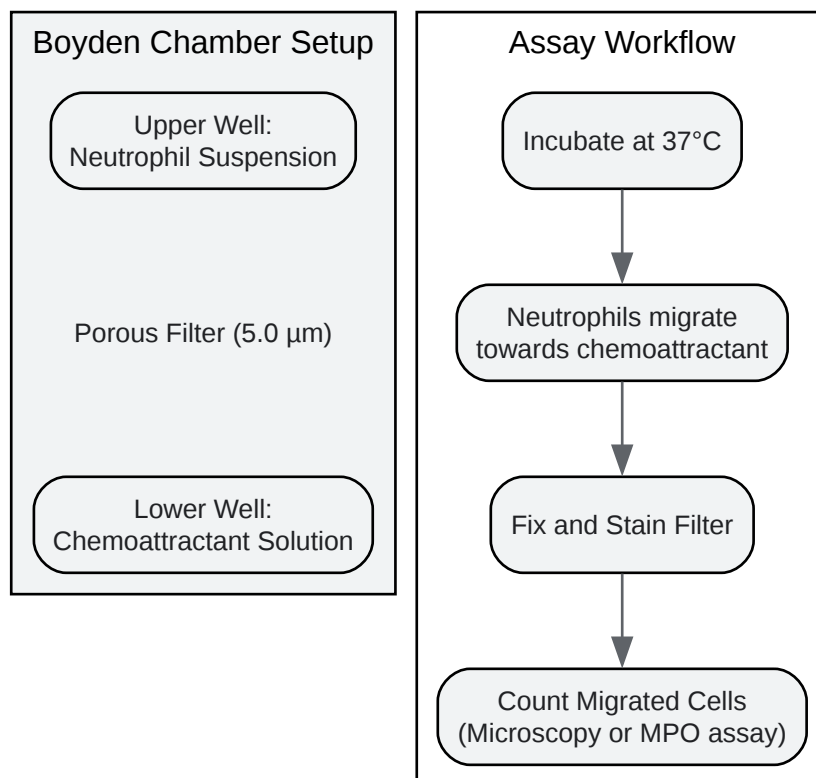 Boyden Chamber Setup
Upper Well:
Neutrophil Suspension
Porous Filter (5.0 µm)
Lower Well:
Chemoattractant Solution
Assay Workflow
Incubate at 37°C
Neutrophils migrate
towards chemoattractant
Fix and Stain Filter
Count Migrated Cells
(Microscopy or MPO assay)